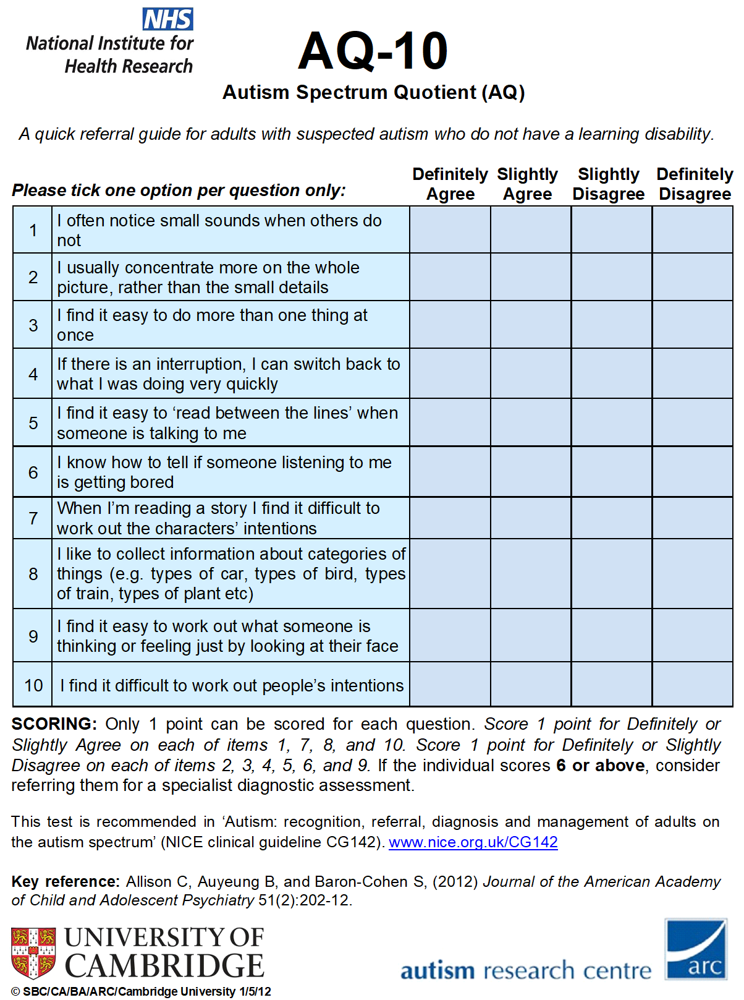 NHS
National Institute for
Health Research
AQ-10
Autism Spectrum Quotient (AQ)
A quick referral guide for adults with suspected autism who do not have a learning disability.
Please tick one option per question only:
Definitely Agree
Slightly Agree
Slightly Disagree
Definitely Disagree
1
I often notice small sounds when others do
not
2
I usually concentrate more on the whole
picture, rather than the small details
3
I find it easy to do more than one thing at
once
4
If there is an interruption, I can switch back to
what I was doing very quickly
5
I find it easy to ‘read between the lines’ when
someone is talking to me
6
I know how to tell if someone listening to me
is getting bored
7
When I’m reading a story I find it difficult to
work out the characters’ intentions
8
I like to collect information about categories of
things (e.g. types of car, types of bird, types
of train, types of plant etc)
9
I find it easy to work out what someone is
thinking or feeling just by looking at their face
10
I find it difficult to work out people’s intentions
SCORING: Only 1 point can be scored for each question. Score 1 point for Definitely or
Slightly Agree on each of items 1, 7, 8, and 10. Score 1 point for Definitely or Slightly
Disagree on each of items 2, 3, 4, 5, 6, and 9. If the individual scores 6 or above, consider
referring them for a specialist diagnostic assessment.
This test is recommended in ‘Autism: recognition, referral, diagnosis and management of adults on
the autism spectrum’ (NICE clinical guideline CG142). www.nice.org.uk/CG142
Key reference: Allison C, Auyeung B, and Baron-Cohen S, (2012) Journal of the American Academy
of Child and Adolescent Psychiatry 51(2):202-12.
UNIVERSITY OF
CAMBRIDGE
autism research centre
arc
© SBC/CA/BA/ARC/Cambridge University 1/5/12